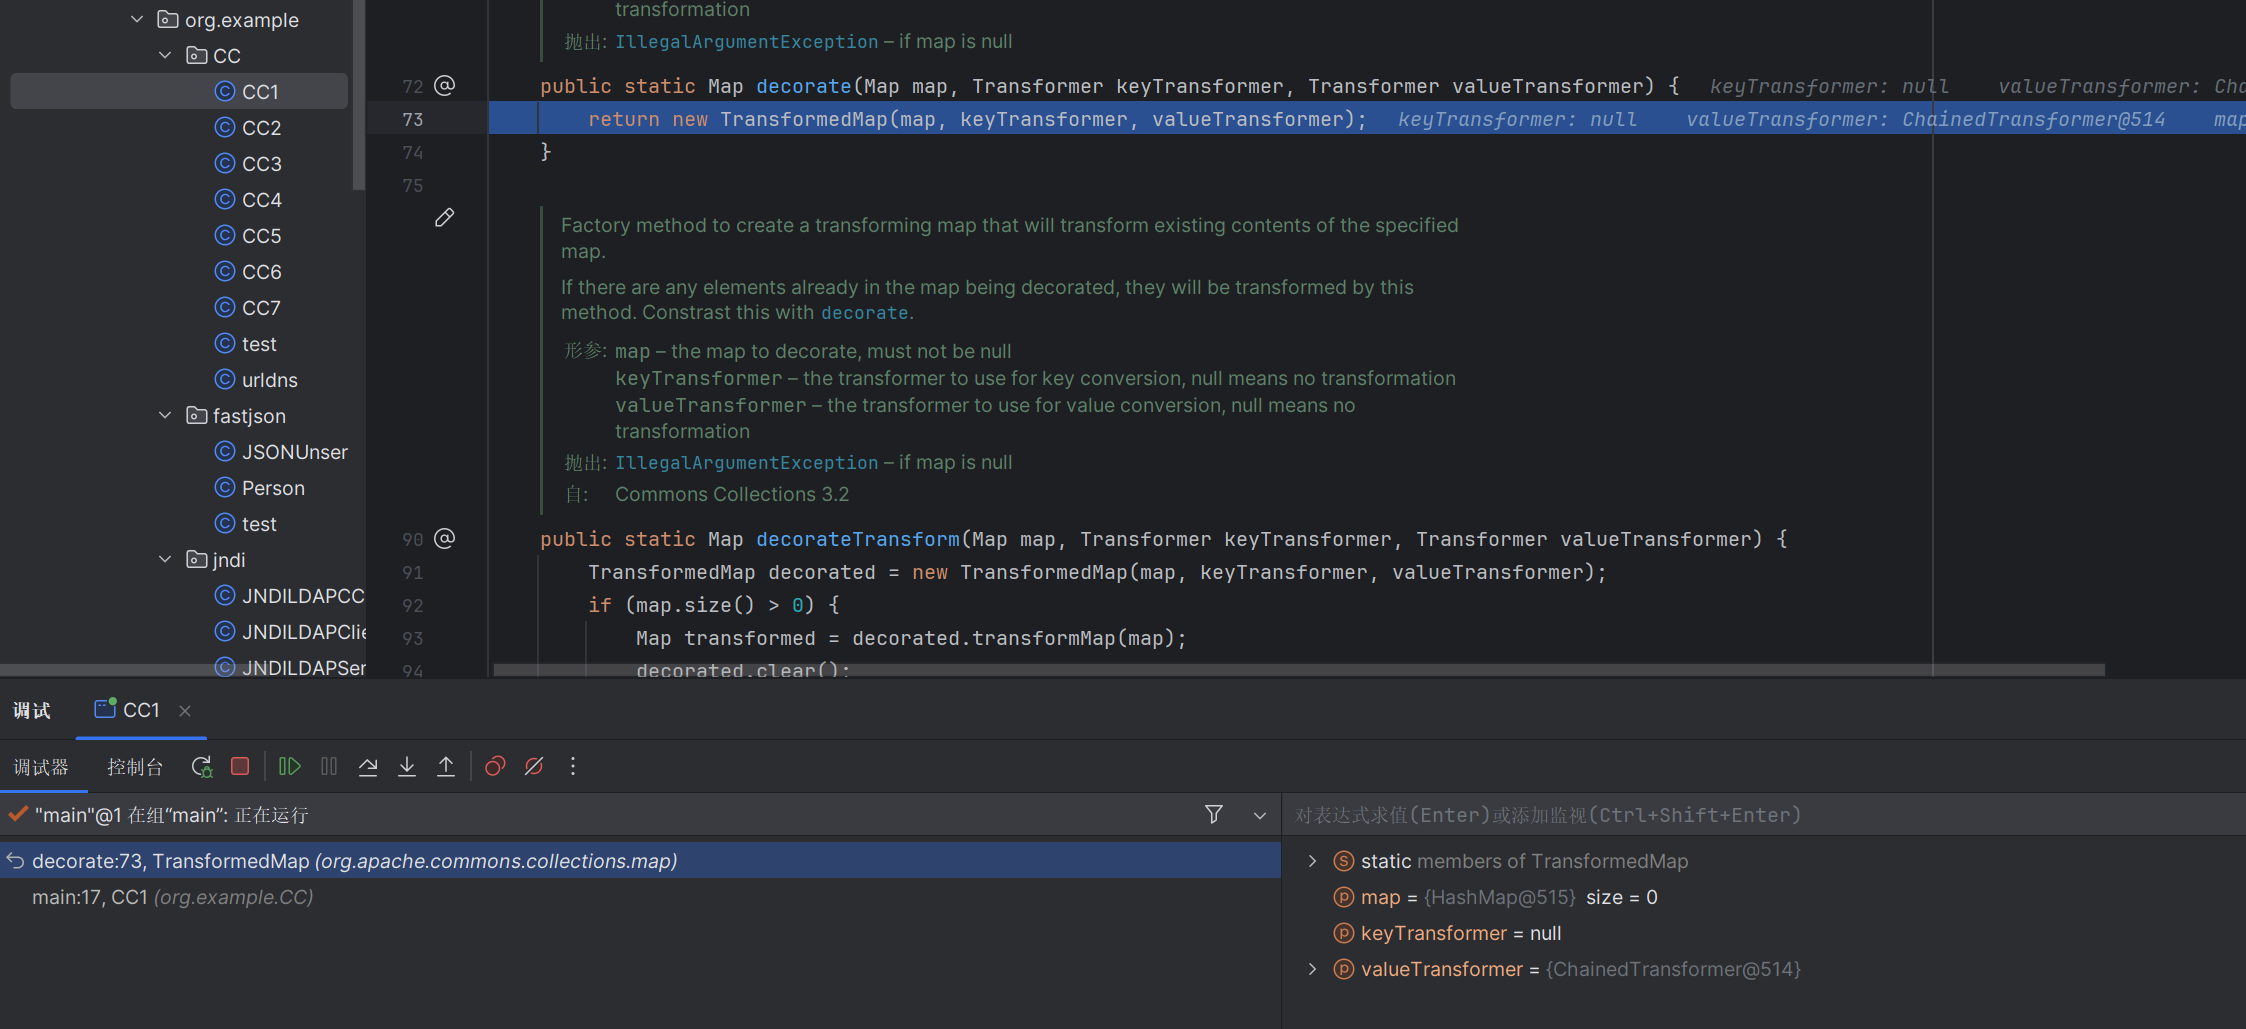 org.example
CC
CC1
CC2
CC3
CC4
CC5
CC6
CC7
test
urldns
fastjson
JSONUnser
Person
test
jndi
JNDILDAPCC
JNDILDAPClie
JNDILDAPSer
transformation
抛出: IllegalArgumentException – if map is null
72 @ public static Map decorate(Map map, Transformer keyTransformer, Transformer valueTransformer) { keyTransformer: null valueTransformer: Cha
73 return new TransformedMap(map, keyTransformer, valueTransformer); keyTransformer: null valueTransformer: ChainedTransformer@514 map
74 }
75
Factory method to create a transforming map that will transform existing contents of the specified
map.
If there are any elements already in the map being decorated, they will be transformed by this
method. Constrast this with decorate.
形参: map – the map to decorate, must not be null
keyTransformer – the transformer to use for key conversion, null means no transformation
valueTransformer – the transformer to use for value conversion, null means no
transformation
抛出: IllegalArgumentException – if map is null
自: Commons Collections 3.2
90 @ public static Map decorateTransform(Map map, Transformer keyTransformer, Transformer valueTransformer) {
91 TransformedMap decorated = new TransformedMap(map, keyTransformer, valueTransformer);
92 if (map.size() > 0) {
93 Map transformed = decorated.transformMap(map);
94 decorated.clear();
调试 CC1
调试器 控制台
"main"@1 在组“main”: 正在运行
decorate:73, TransformedMap (org.apache.commons.collections.map)
main:17, CC1 (org.example.CC)
对表达式求值(Enter)或添加监视(Ctrl+Shift+Enter)
static members of TransformedMap
map = {HashMap@515} size = 0
keyTransformer = null
valueTransformer = {ChainedTransformer@514}